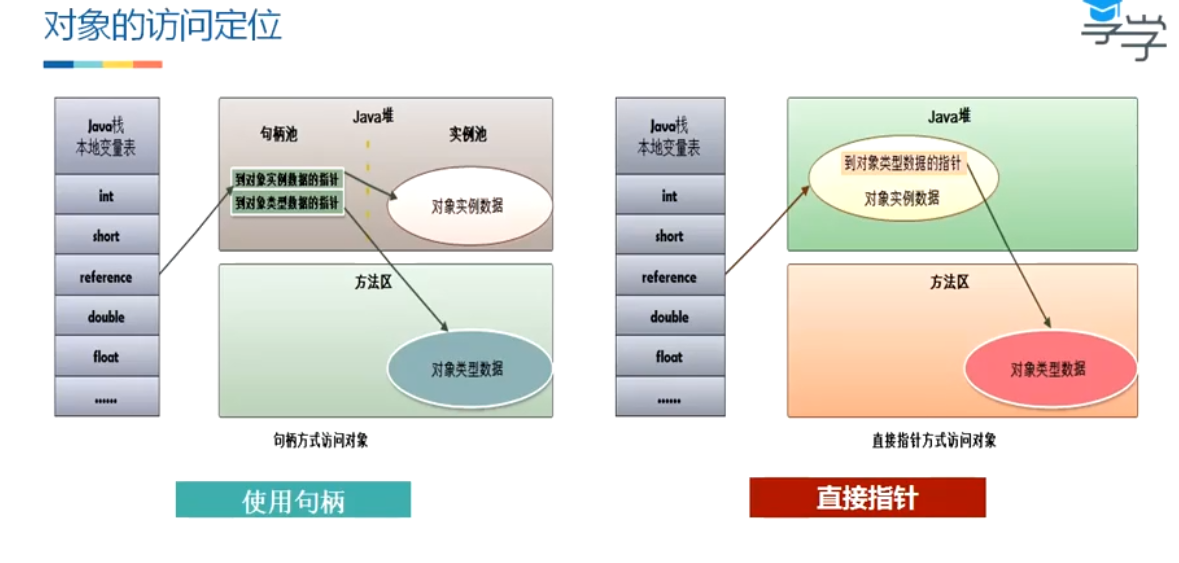 对象的访问定位
享学
Java栈
本地变量表
int
short
reference
double
float
......
Java堆
句柄池
实例池
到对象实例数据的指针
到对象类型数据的指针
对象实例数据
方法区
对象类型数据
句柄方式访问对象
使用句柄
Java栈
本地变量表
int
short
reference
double
float
......
Java堆
到对象类型数据的指针
对象实例数据
方法区
对象类型数据
直接指针方式访问对象
直接指针